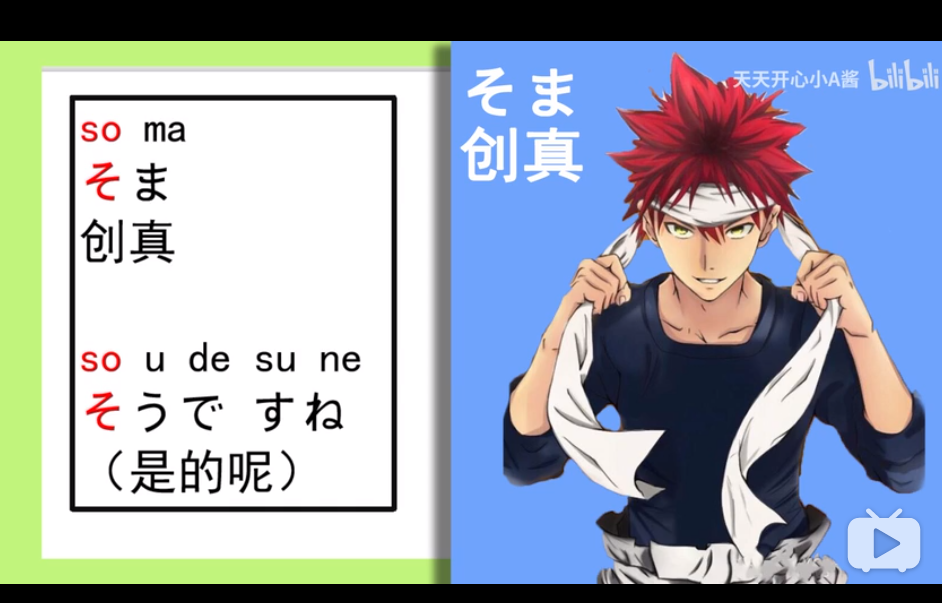 so ma
そま
创真
so u de su ne
そうで すね
（是的呢）
そま
创真
天天开心小A酱 bilibili